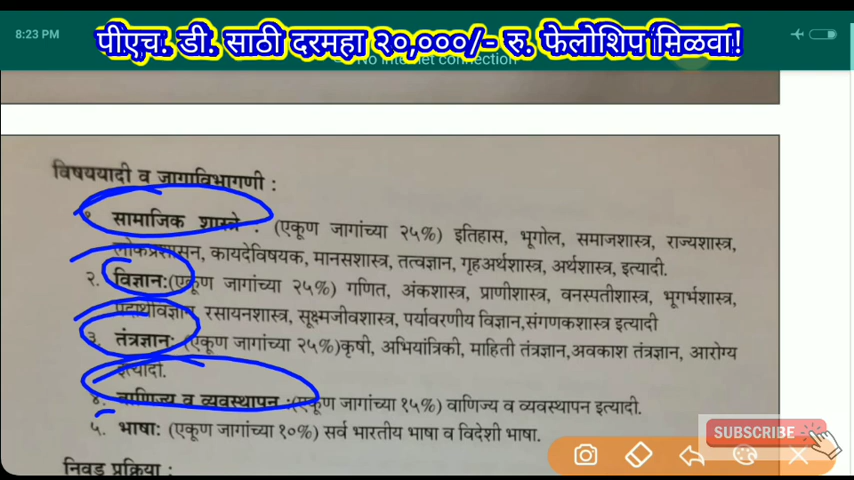 8:23 PM
पीएच. डी. साठी दरमहा २०,०००/- रु. फेलोशिप मिळवा!
No internet connection
विषययादी व जागाविभागणी :
१. सामाजिक शास्त्रे : (एकूण जागांच्या २५%) इतिहास, भूगोल, समाजशास्त्र, राज्यशास्त्र,
लोकप्रशासन, कायदेविषयक, मानसशास्त्र, तत्वज्ञान, गृहअर्थशास्त्र, अर्थशास्त्र, इत्यादी.
२. विज्ञान:(एकूण जागांच्या २५%) गणित, अंकशास्त्र, प्राणीशास्त्र, वनस्पतीशास्त्र, भूगर्भशास्त्र,
पदार्थविज्ञान, रसायनशास्त्र, सूक्ष्मजीवशास्त्र, पर्यावरणीय विज्ञान,संगणकशास्त्र इत्यादी
३. तंत्रज्ञान: (एकूण जागांच्या २५%)कृषी, अभियांत्रिकी, माहिती तंत्रज्ञान,अवकाश तंत्रज्ञान, आरोग्य
इत्यादी.
४. वाणिज्य व व्यवस्थापन :(एकूण जागांच्या १५%) वाणिज्य व व्यवस्थापन इत्यादी.
५. भाषा: (एकूण जागांच्या १०%) सर्व भारतीय भाषा व विदेशी भाषा.
निवड प्रक्रिया :
SUBSCRIBE